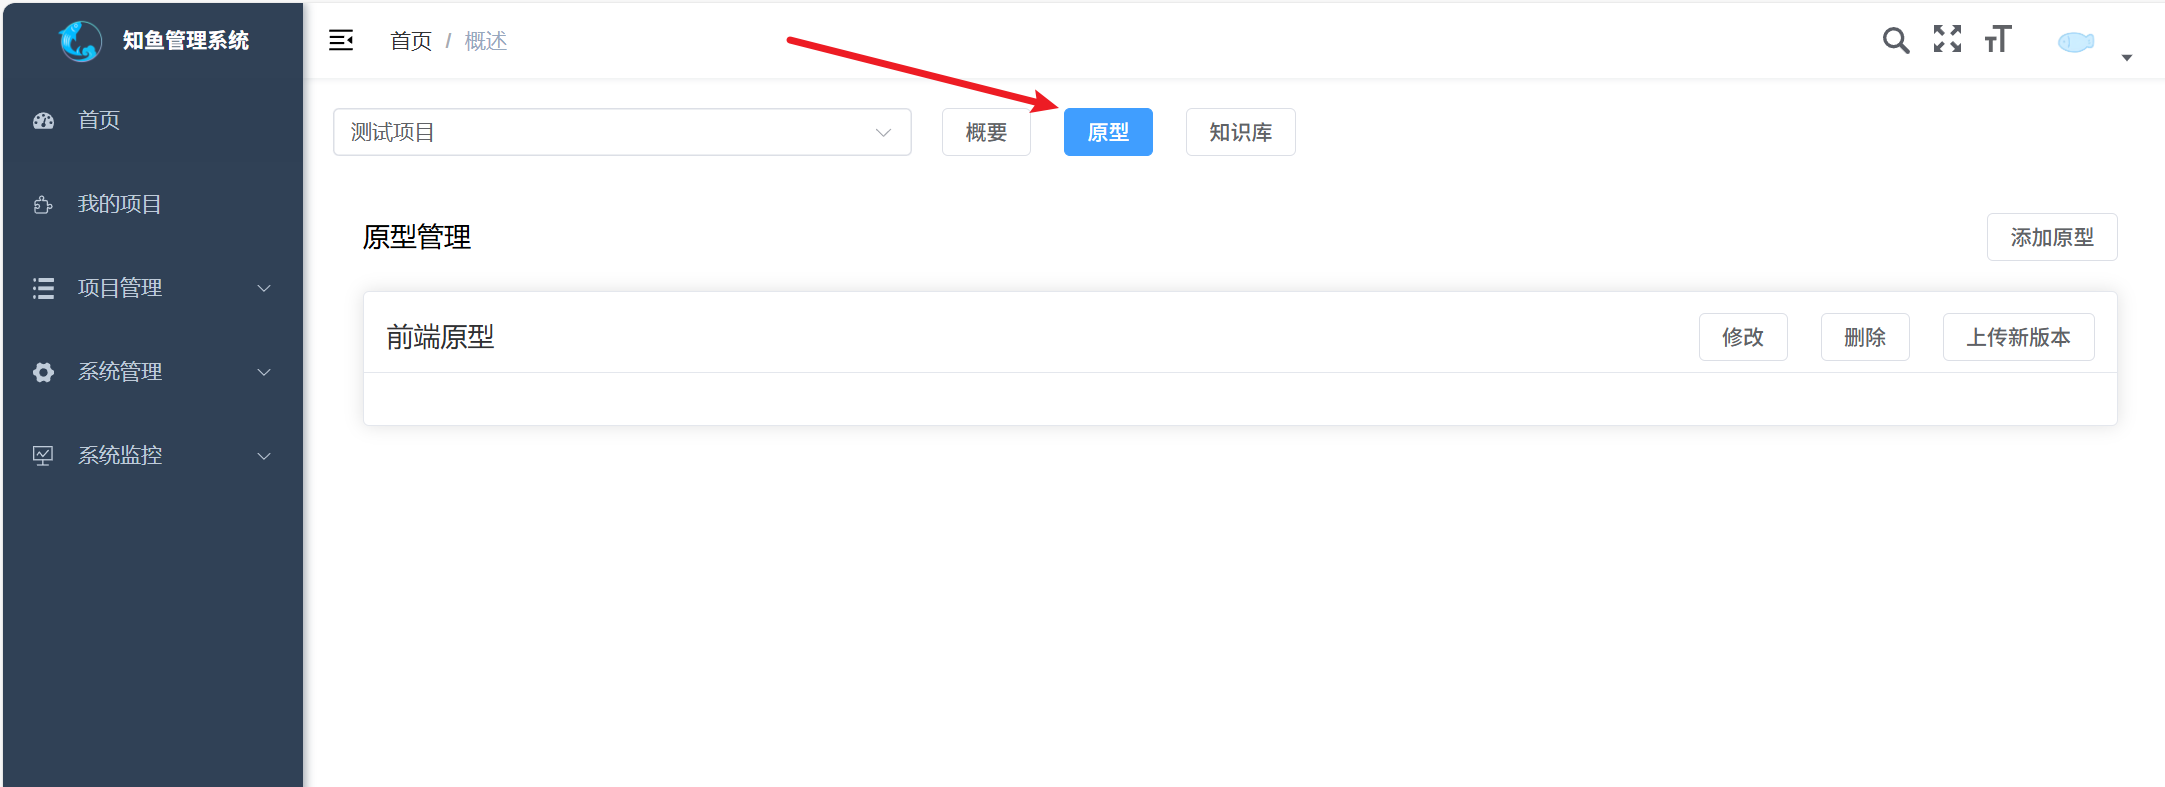 知鱼管理系统
首页
我的项目
项目管理
系统管理
系统监控
首页 / 概述
测试项目
概要
原型
知识库
原型管理
添加原型
前端原型
修改
删除
上传新版本